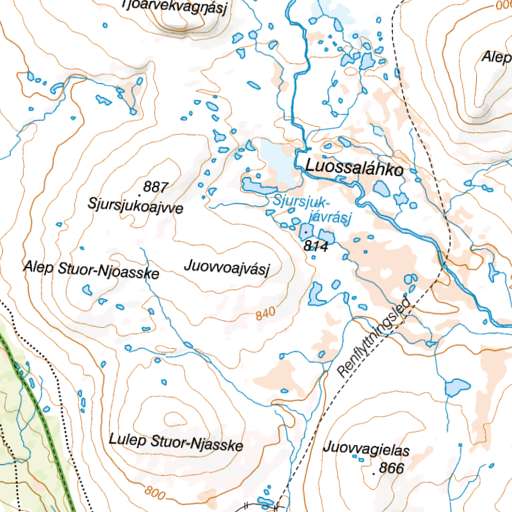 Tjoarvekvágŋásj
Alep
Luossaláhko
887
Sjursjukoajvve
Sjursjuk-
jávrásj
814
Alep Stuor-Njoasske
Juovvoajvásj
840
Renflyttningsled
Lulep Stuor-Njasske
Juovvagielas
866
800